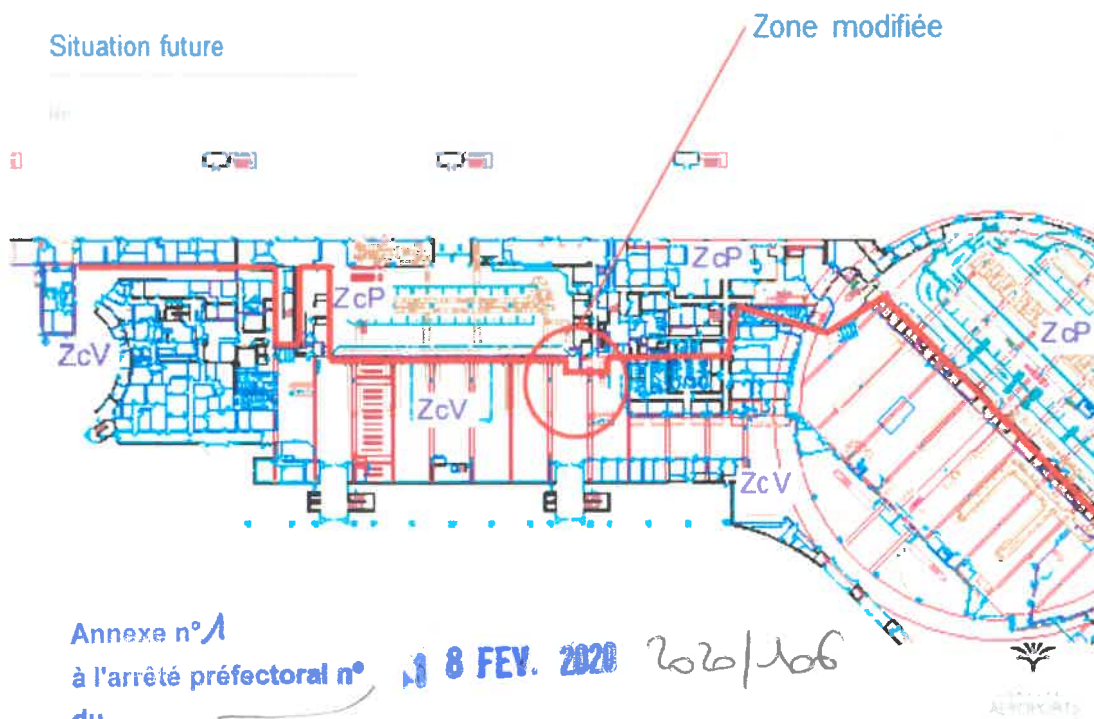 Situation future
Zone modifiée
ZcP
ZcP
ZcP
ZcV
ZcV
ZcV
Annexe n° 1
à l'arrêté préfectoral n° 18 FEV. 2020 2020/106
du